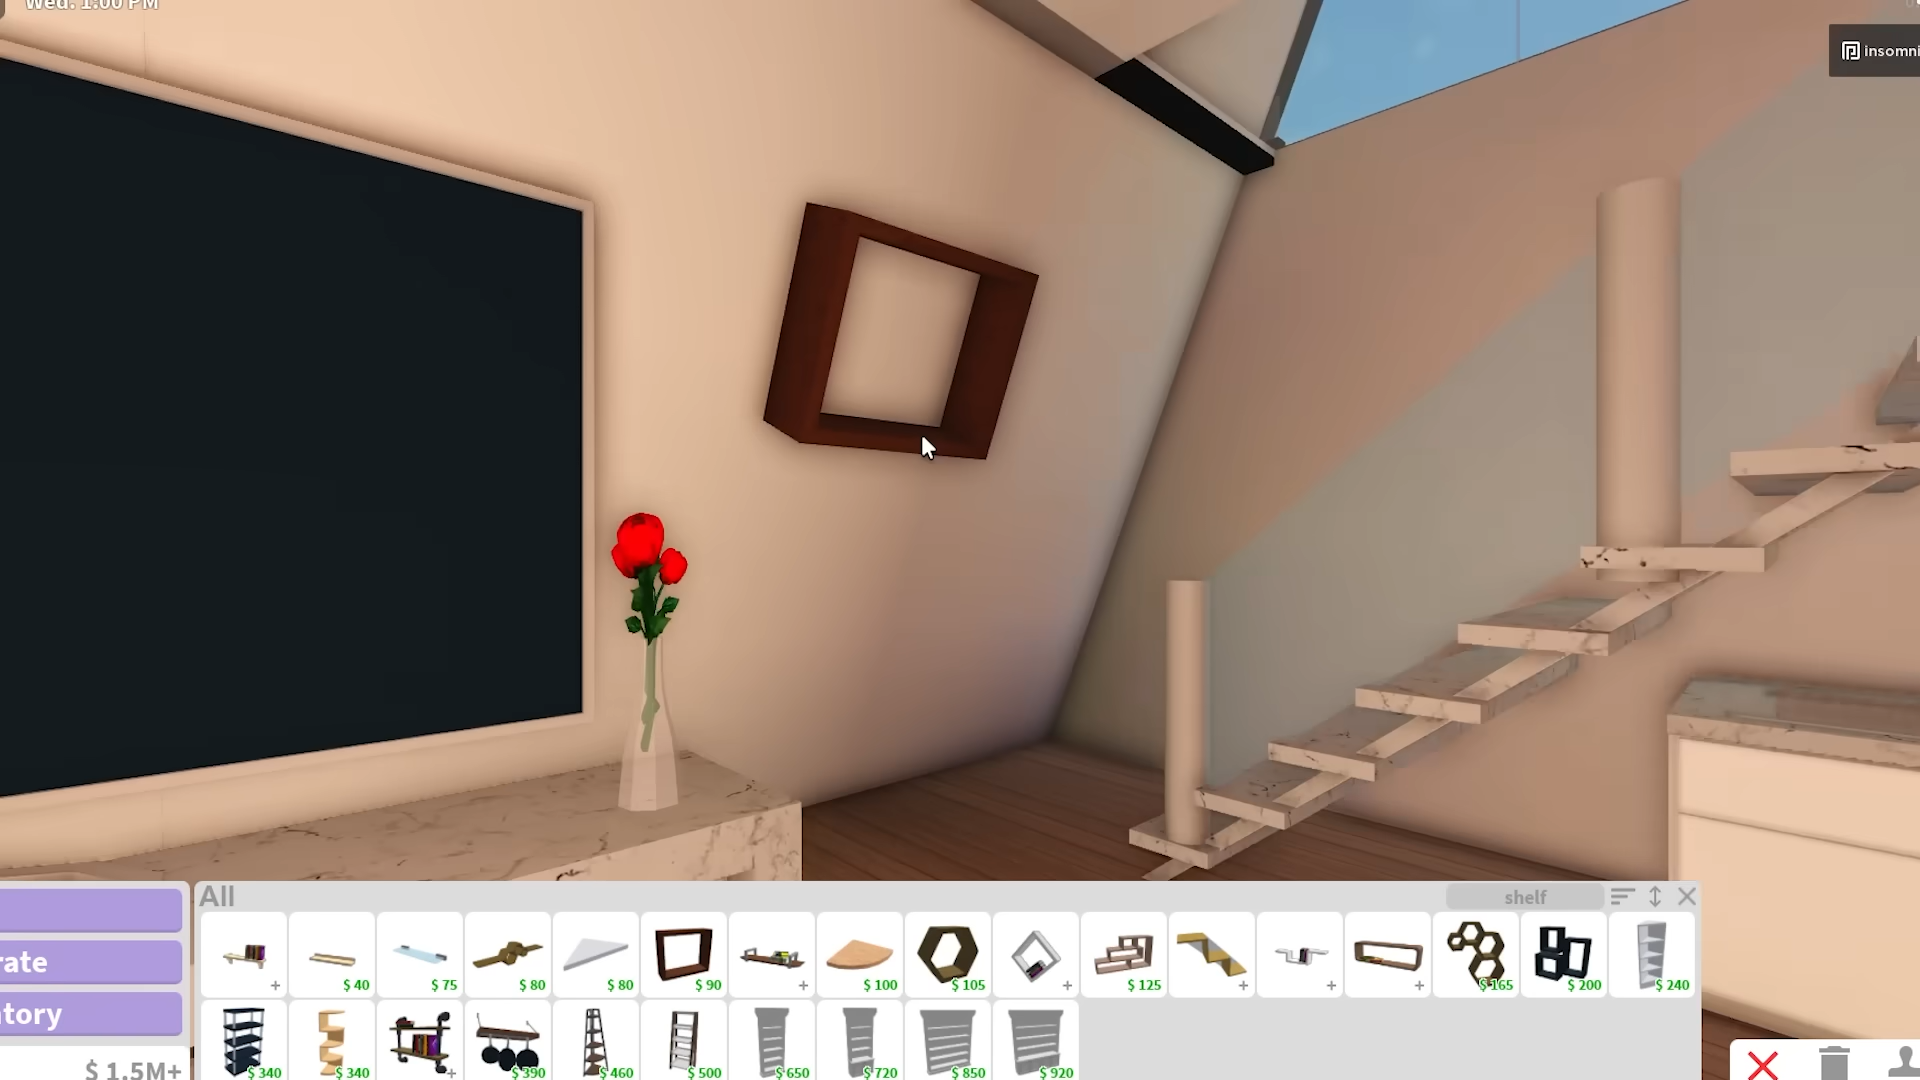 Wed. 1:00 PM
insomni
All
shelf
$ 40
$ 75
$ 80
$ 80
$ 90
$ 100
$ 105
$ 125
$ 165
$ 200
$ 240
rate
tory
$ 340
$ 340
$ 390
$ 460
$ 500
$ 650
$ 720
$ 850
$ 920
$ 1.5M+